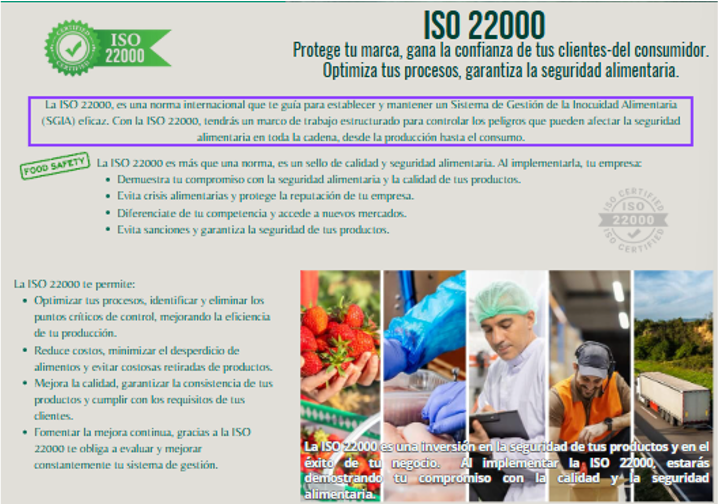 ISO 22000
Protege tu marca, gana la confianza de tus clientes-del consumidor.
Optimiza tus procesos, garantiza la seguridad alimentaria.
CERTIFIED
ISO
22000
CERTIFIED
La ISO 22000, es una norma internacional que te guía para establecer y mantener un Sistema de Gestión de la Inocuidad Alimentaria
(SGIA) eficaz. Con la ISO 22000, tendrás un marco de trabajo estructurado para controlar los peligros que pueden afectar la seguridad
alimentaria en toda la cadena, desde la producción hasta el consumo.
FOOD SAFETY
La ISO 22000 es más que una norma, es un sello de calidad y seguridad alimentaria. Al implementarla, tu empresa:
• Demuestra tu compromiso con la seguridad alimentaria y la calidad de tus productos.
• Evita crisis alimentarias y protege la reputación de tu empresa.
• Diferénciate de tu competencia y accede a nuevos mercados.
• Evita sanciones y garantiza la seguridad de tus productos.
ISO CERTIFIED
ISO
22000
ISO CERTIFIED
La ISO 22000 te permite:
• Optimizar tus procesos, identificar y eliminar los
puntos críticos de control, mejorando la eficiencia
de tu producción.
• Reduce costos, minimizar el desperdicio de
alimentos y evitar costosas retiradas de productos.
• Mejora la calidad, garantizar la consistencia de tus
productos y cumplir con los requisitos de tus
clientes.
• Fomentar la mejora continua, gracias a la ISO
22000 te obliga a evaluar y mejorar
constantemente tu sistema de gestión.
La ISO 22000 es una inversión en la seguridad de tus productos y en el
éxito de tu negocio. Al implementar la ISO 22000, estarás
demostrando tu compromiso con la calidad y la seguridad
alimentaria.